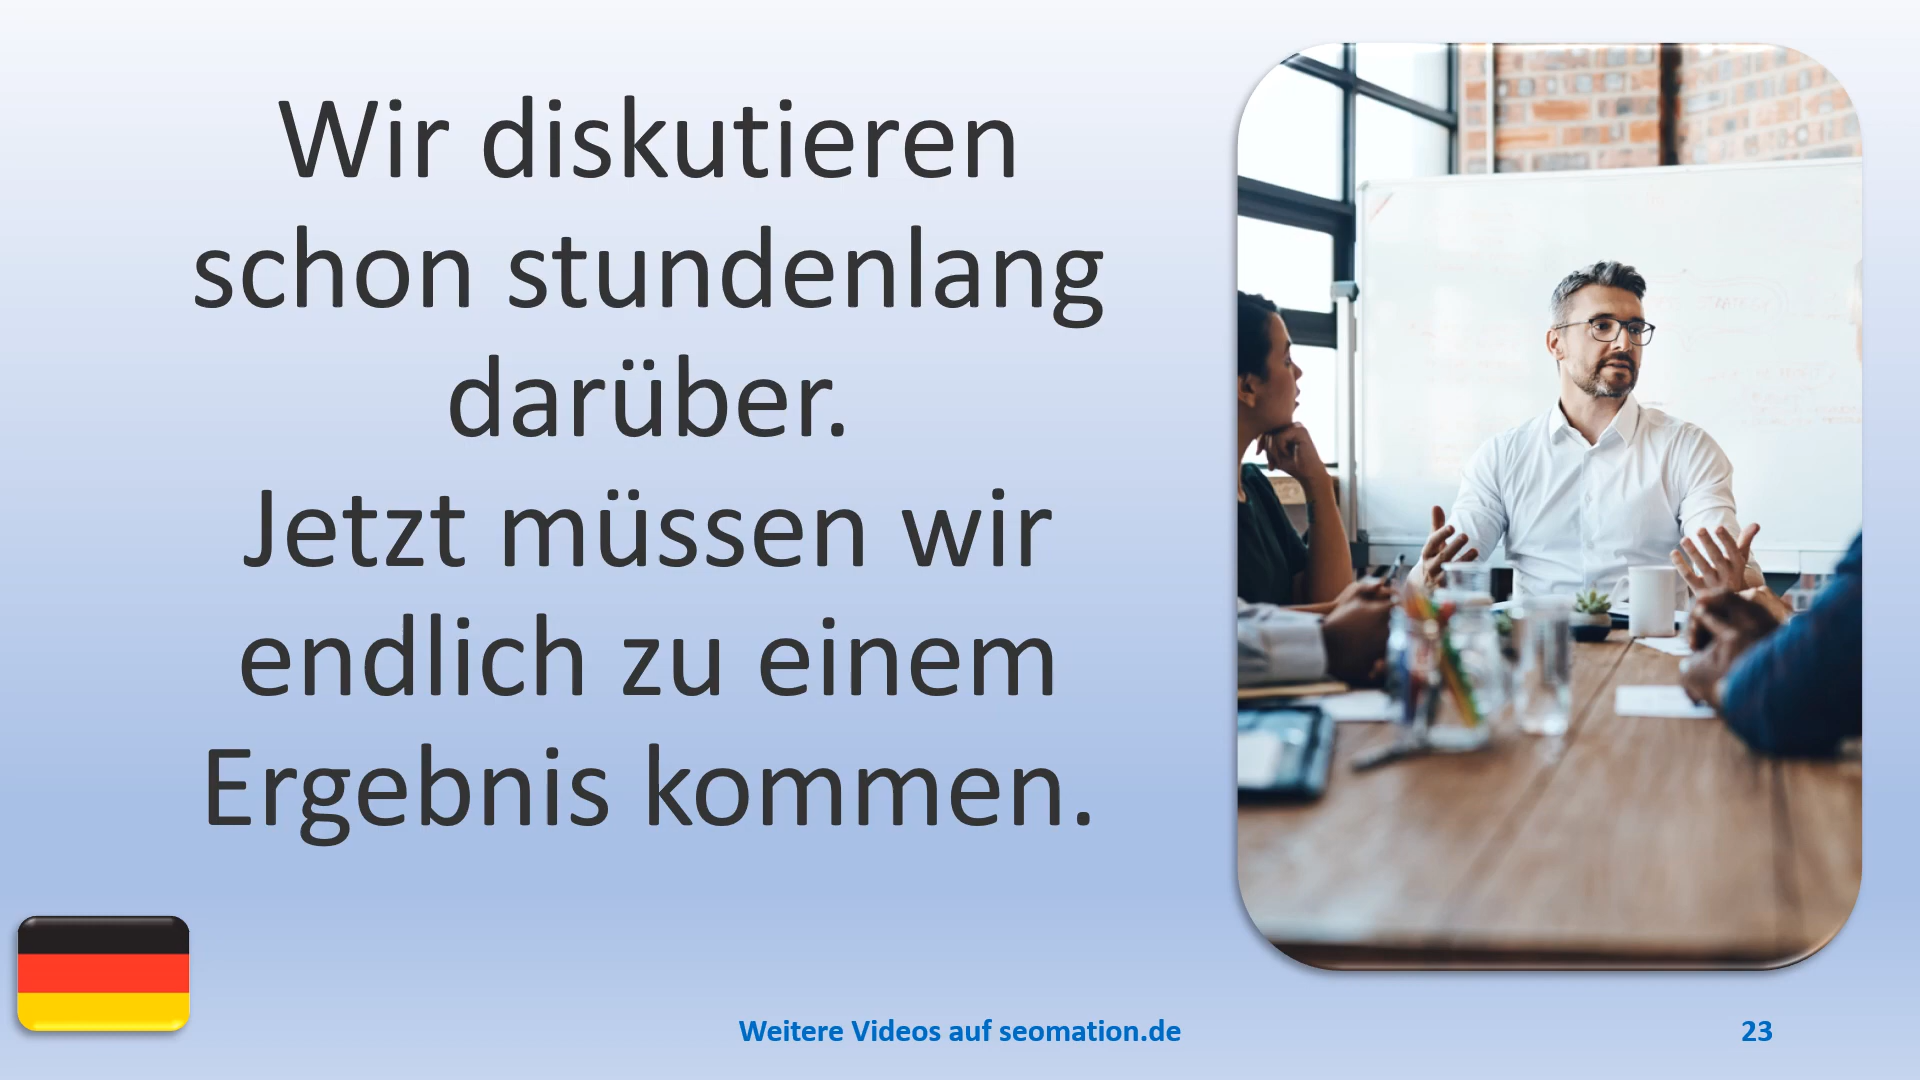 Wir diskutieren
schon stundenlang
darüber.
Jetzt müssen wir
endlich zu einem
Ergebnis kommen.
Weitere Videos auf seomation.de
23